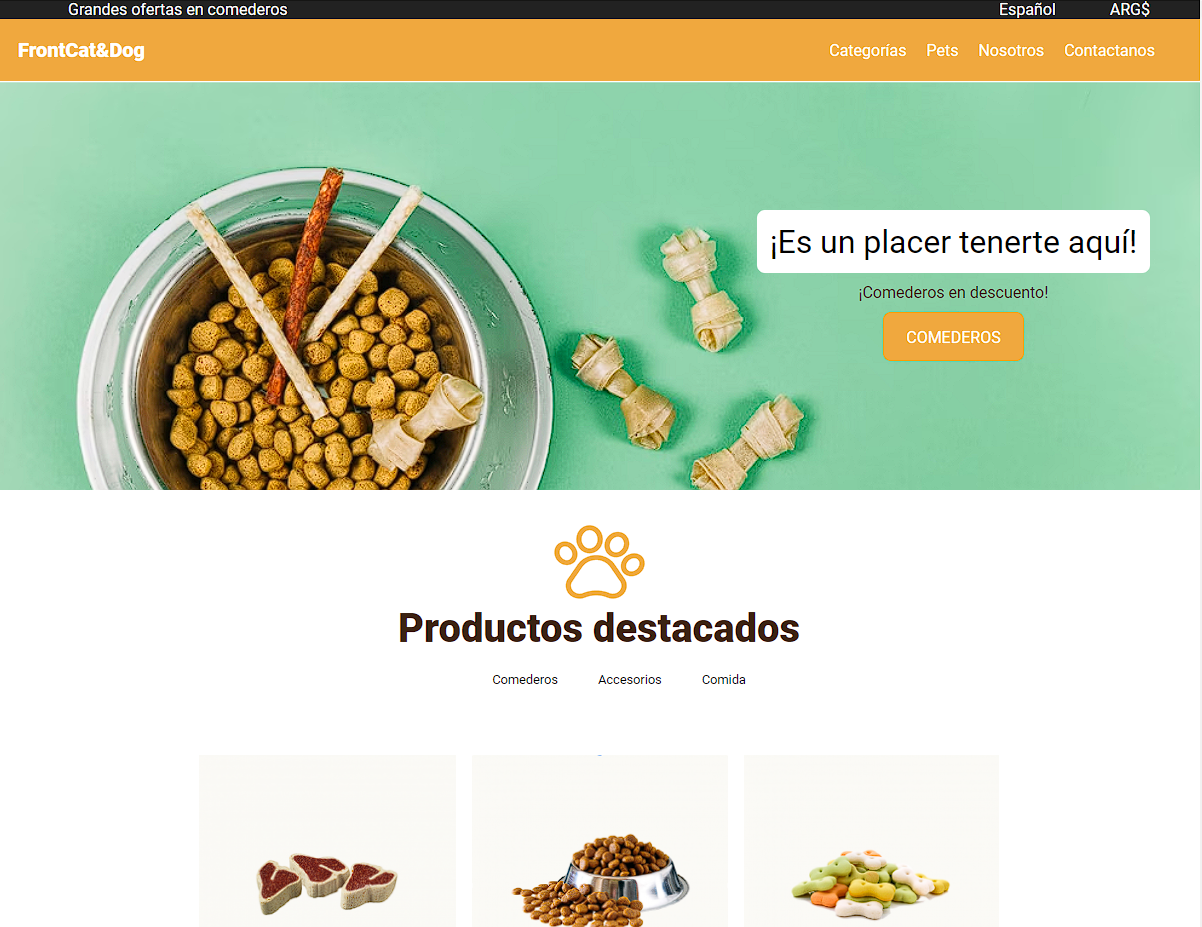 Grandes ofertas en comederos
Español
ARG$
FrontCat&Dog
Categorías
Pets
Nosotros
Contactanos
¡Es un placer tenerte aquí!
¡Comederos en descuento!
COMEDEROS
Productos destacados
Comederos
Accesorios
Comida